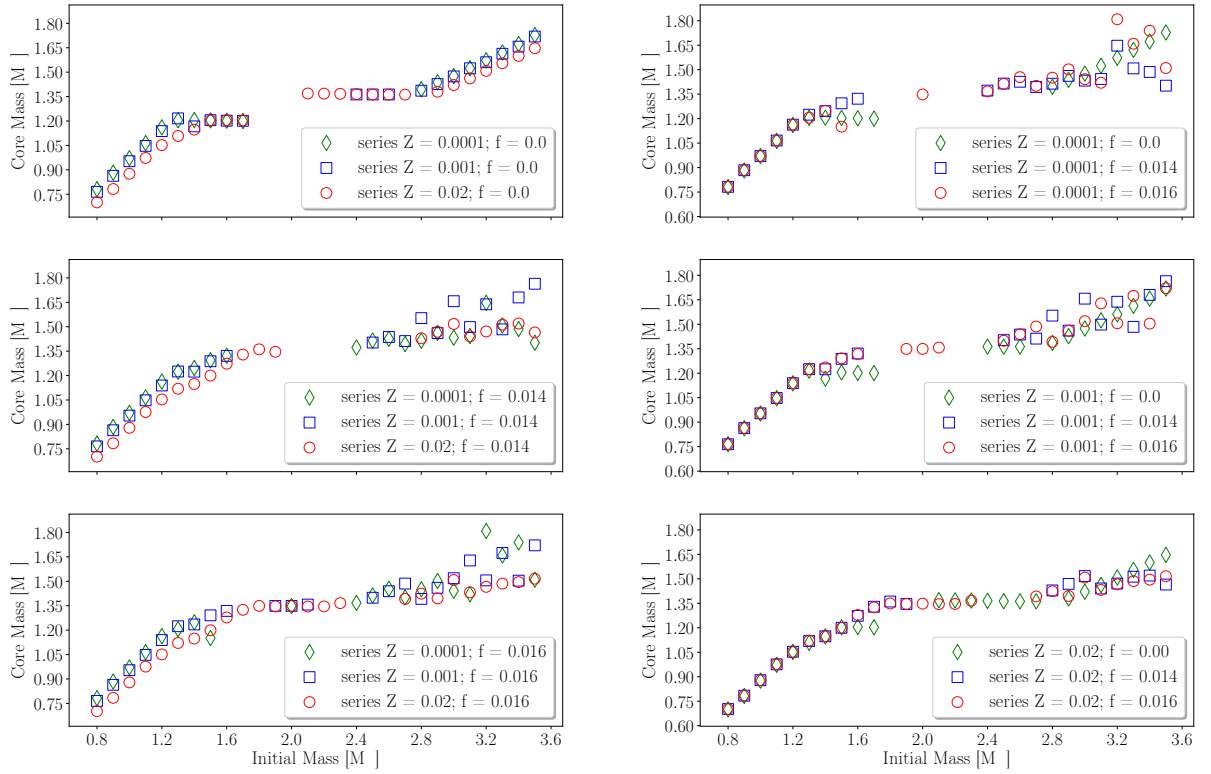 1.80
1.65
1.50
1.35
1.20
1.05
0.90
0.75
Core Mass [M ]
series Z = 0.0001; f = 0.0
series Z = 0.001; f = 0.0
series Z = 0.02; f = 0.0
1.80
1.65
1.50
1.35
1.20
1.05
0.90
0.75
0.60
Core Mass [M ]
series Z = 0.0001; f = 0.0
series Z = 0.0001; f = 0.014
series Z = 0.0001; f = 0.016
1.80
1.65
1.50
1.35
1.20
1.05
0.90
0.75
Core Mass [M ]
series Z = 0.0001; f = 0.014
series Z = 0.001; f = 0.014
series Z = 0.02; f = 0.014
1.80
1.65
1.50
1.35
1.20
1.05
0.90
0.75
0.60
Core Mass [M ]
series Z = 0.001; f = 0.0
series Z = 0.001; f = 0.014
series Z = 0.001; f = 0.016
1.80
1.65
1.50
1.35
1.20
1.05
0.90
0.75
Core Mass [M ]
series Z = 0.0001; f = 0.016
series Z = 0.001; f = 0.016
series Z = 0.02; f = 0.016
0.8 1.2 1.6 2.0 2.4 2.8 3.2 3.6
Initial Mass [M ]
1.80
1.65
1.50
1.35
1.20
1.05
0.90
0.75
0.60
Core Mass [M ]
series Z = 0.02; f = 0.00
series Z = 0.02; f = 0.014
series Z = 0.02; f = 0.016
0.8 1.2 1.6 2.0 2.4 2.8 3.2 3.6
Initial Mass [M ]